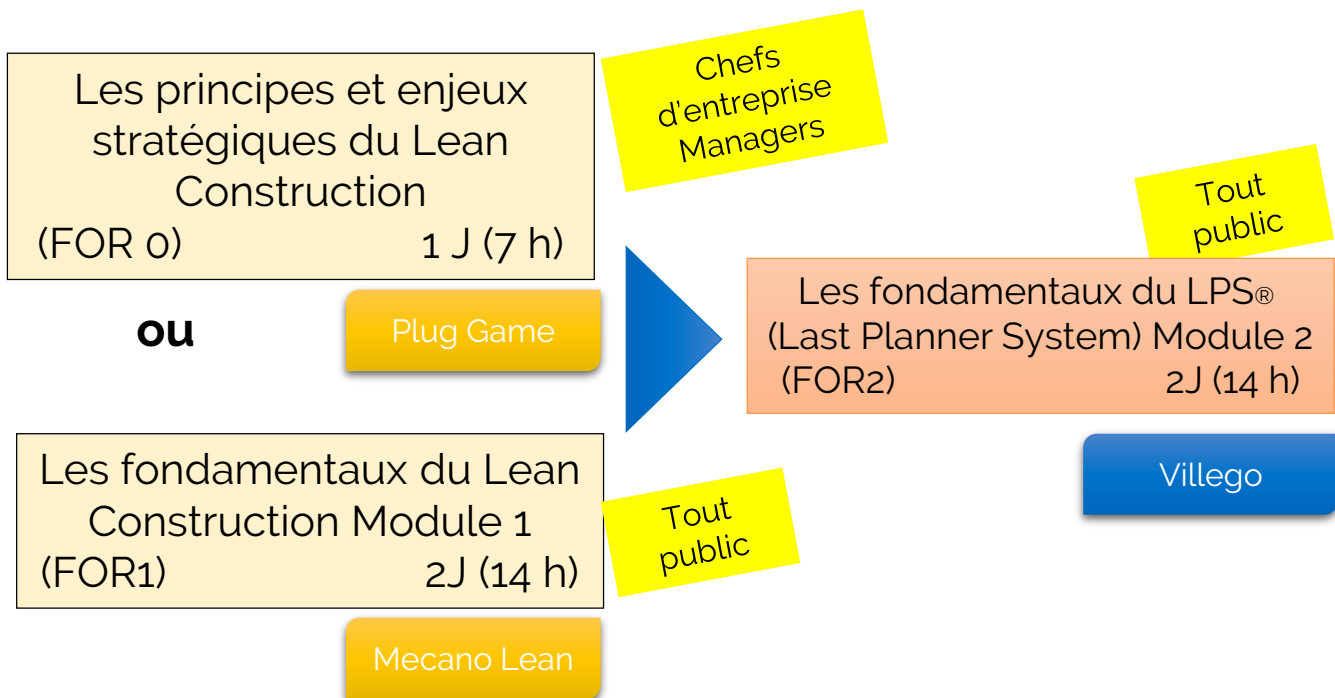 Les principes et enjeux
stratégiques du Lean
Construction
(FOR 0) 1 J (7 h)
Chefs
d'entreprise
Managers
ou
Plug Game
Les fondamentaux du Lean
Construction Module 1
(FOR1) 2J (14 h)
Tout
public
Mecano Lean
Tout
public
Les fondamentaux du LPS®
(Last Planner System) Module 2
(FOR2) 2J (14 h)
Villego